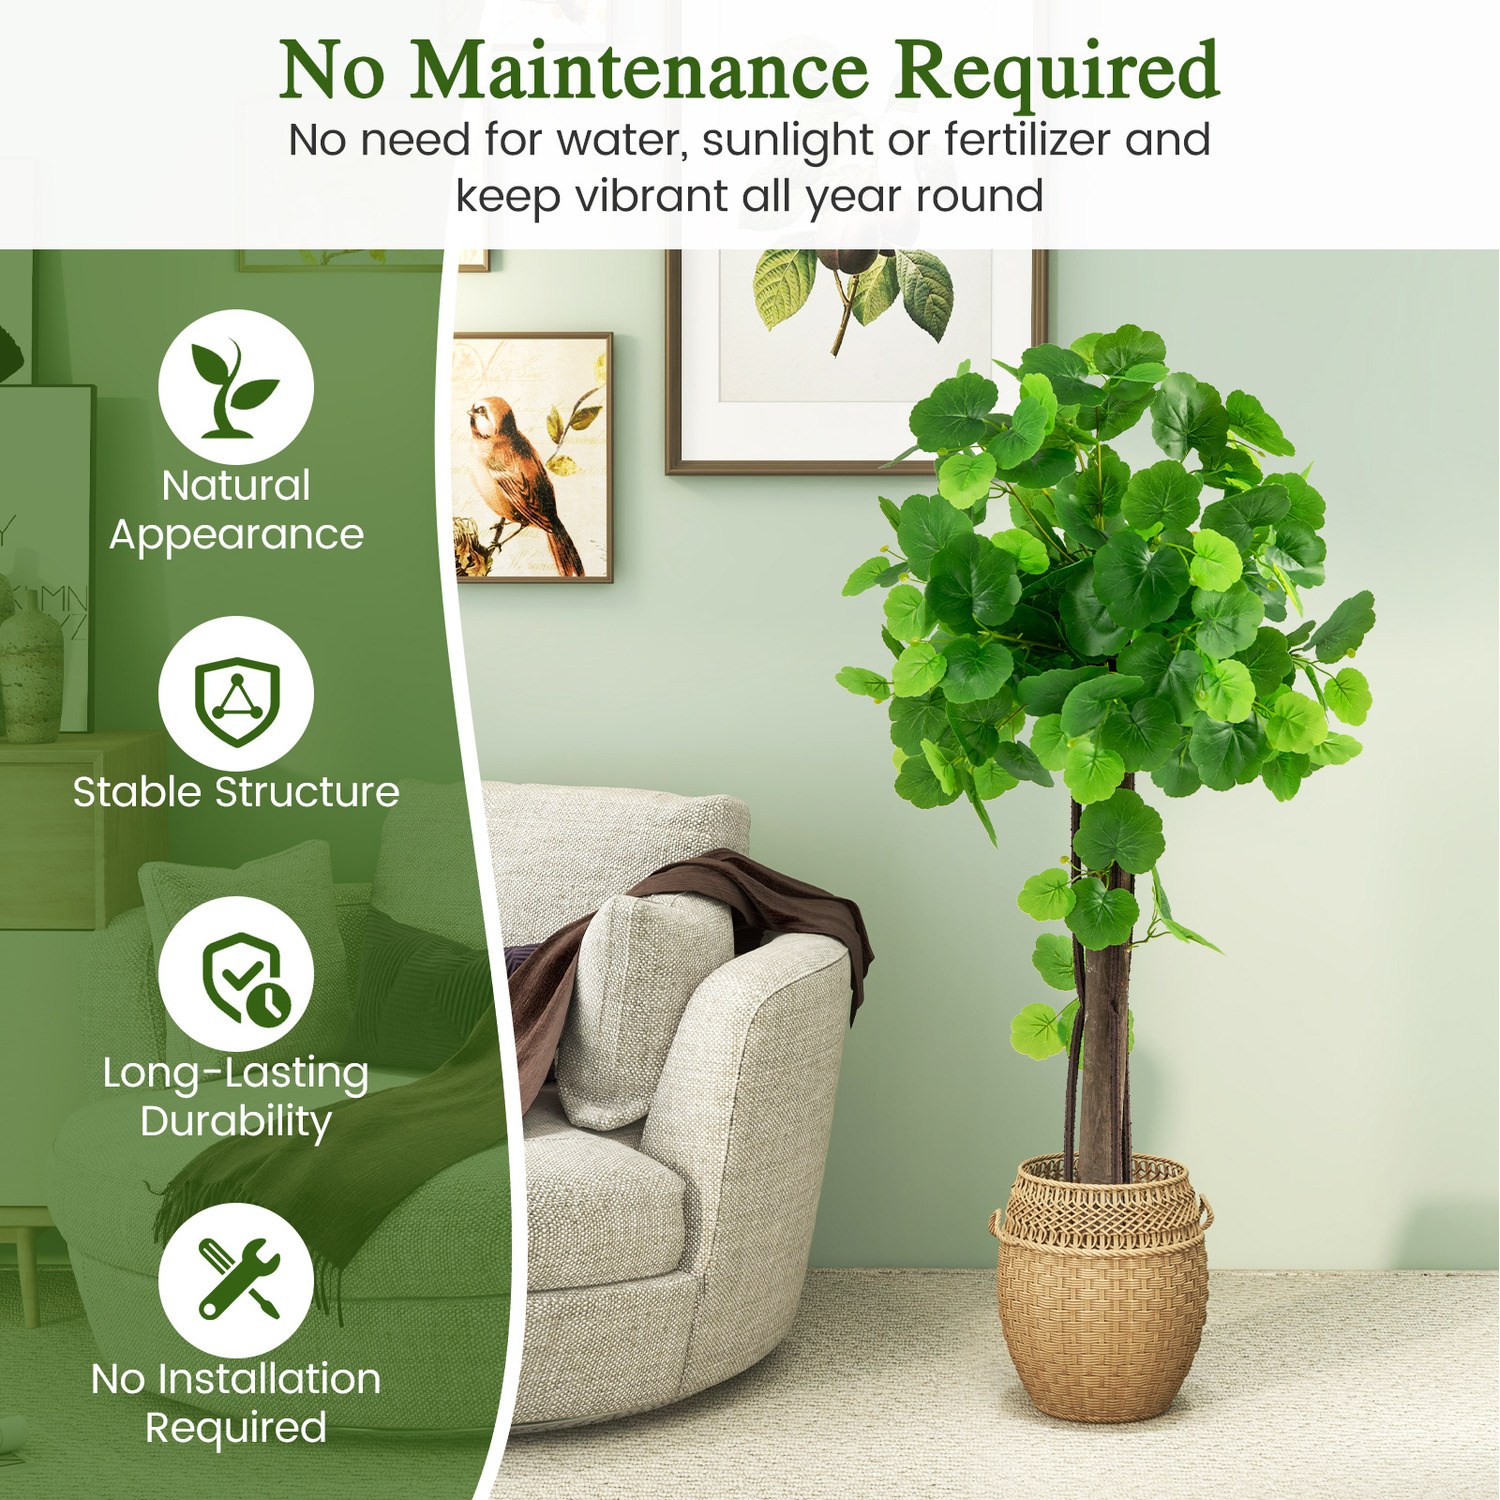 No Maintenance Required
No need for water, sunlight or fertilizer and
keep vibrant all year round
Natural
Appearance
Stable Structure
Long-Lasting
Durability
No Installation
Required